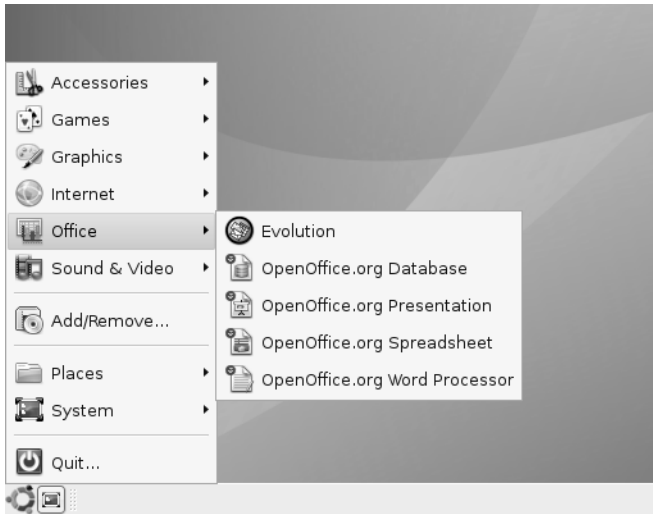 Accessories
Games
Graphics
Internet
Office
Sound & Video
Add/Remove...
Places
System
Quit...
Evolution
OpenOffice.org Database
OpenOffice.org Presentation
OpenOffice.org Spreadsheet
OpenOffice.org Word Processor